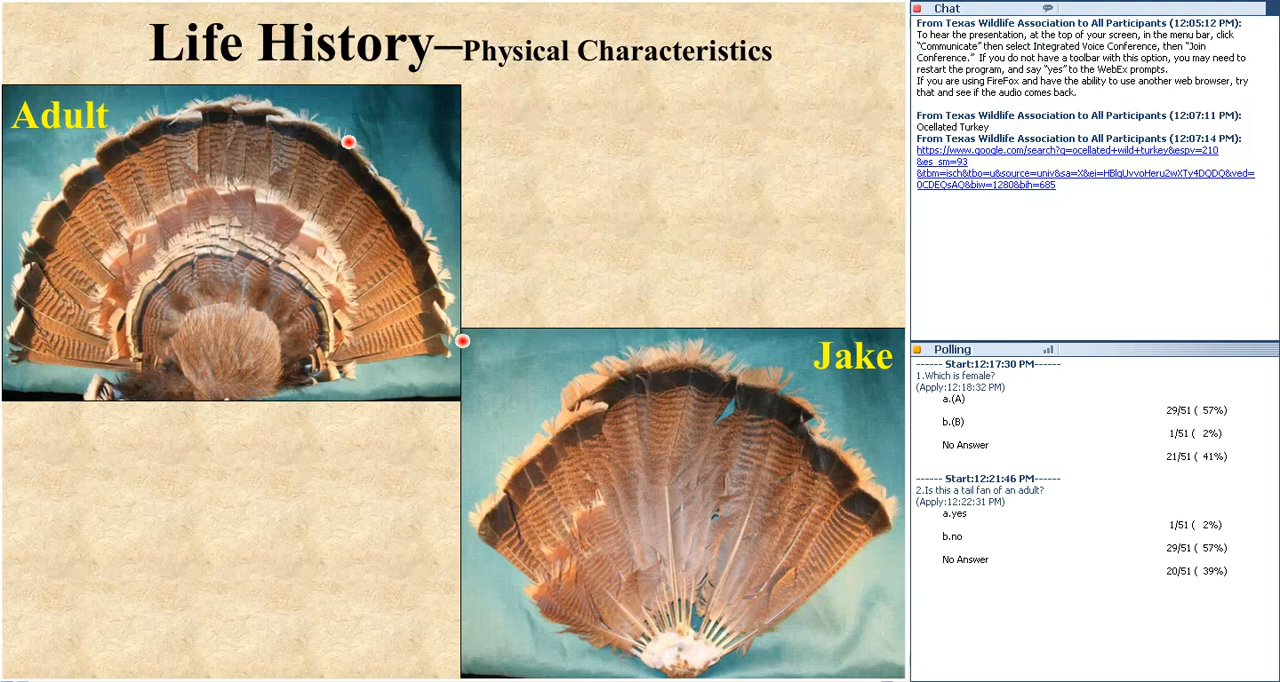 Life History—Physical Characteristics
Adult
Jake
Chat
From Texas Wildlife Association to All Participants (12:05:12 PM):
To hear the presentation, at the top of your screen, in the menu bar, click
“Communicate” then select Integrated Voice Conference, then “Join
Conference.”  If you do not have a toolbar with this option, you may need to
restart the program, and say “yes” to the WebEx prompts.
If you are using FireFox and have the ability to use another web browser, try
that and see if the audio comes back.
From Texas Wildlife Association to All Participants (12:07:11 PM):
Ocellated Turkey
From Texas Wildlife Association to All Participants (12:07:14 PM):
https://www.google.com/search?q=ocellated+wild+turkey&espv=210
&es_sm=93
&tbm=isch&tbo=u&source=univ&sa=X&ei=HBlqUvvoHeru2wXTy4DQDQ&ved=
0CDEQsAQ&biw=1280&bih=685
Polling
------ Start:12:17:30 PM------
1.Which is female?
(Apply:12:18:32 PM)
a.(A)
29/51 ( 57%)
b.(B)
1/51 ( 2%)
No Answer
21/51 ( 41%)
------ Start:12:21:46 PM------
2.Is this a tail fan of an adult?
(Apply:12:22:31 PM)
a.yes
1/51 ( 2%)
b.no
29/51 ( 57%)
No Answer
20/51 ( 39%)